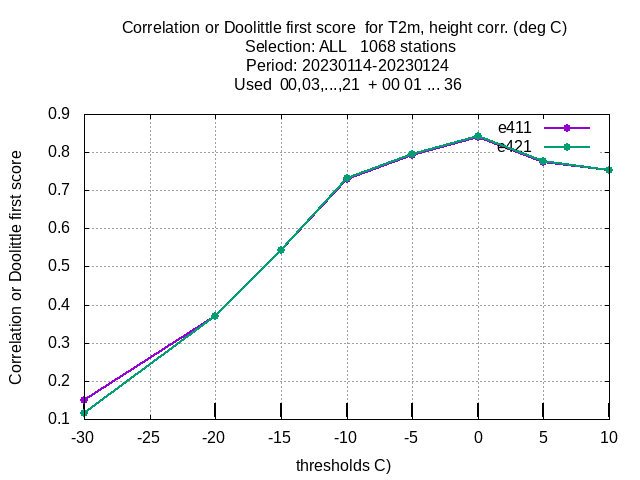 Correlation or Doolittle first score for T2m, height corr. (deg C)
Selection: ALL 1068 stations
Period: 20230114-20230124
Used 00,03,...,21 + 00 01 ... 36
e411
e421
Correlation or Doolittle first score
0.9
0.8
0.7
0.6
0.5
0.4
0.3
0.2
0.1
-30 -25 -20 -15 -10 -5 0 5 10
thresholds C)